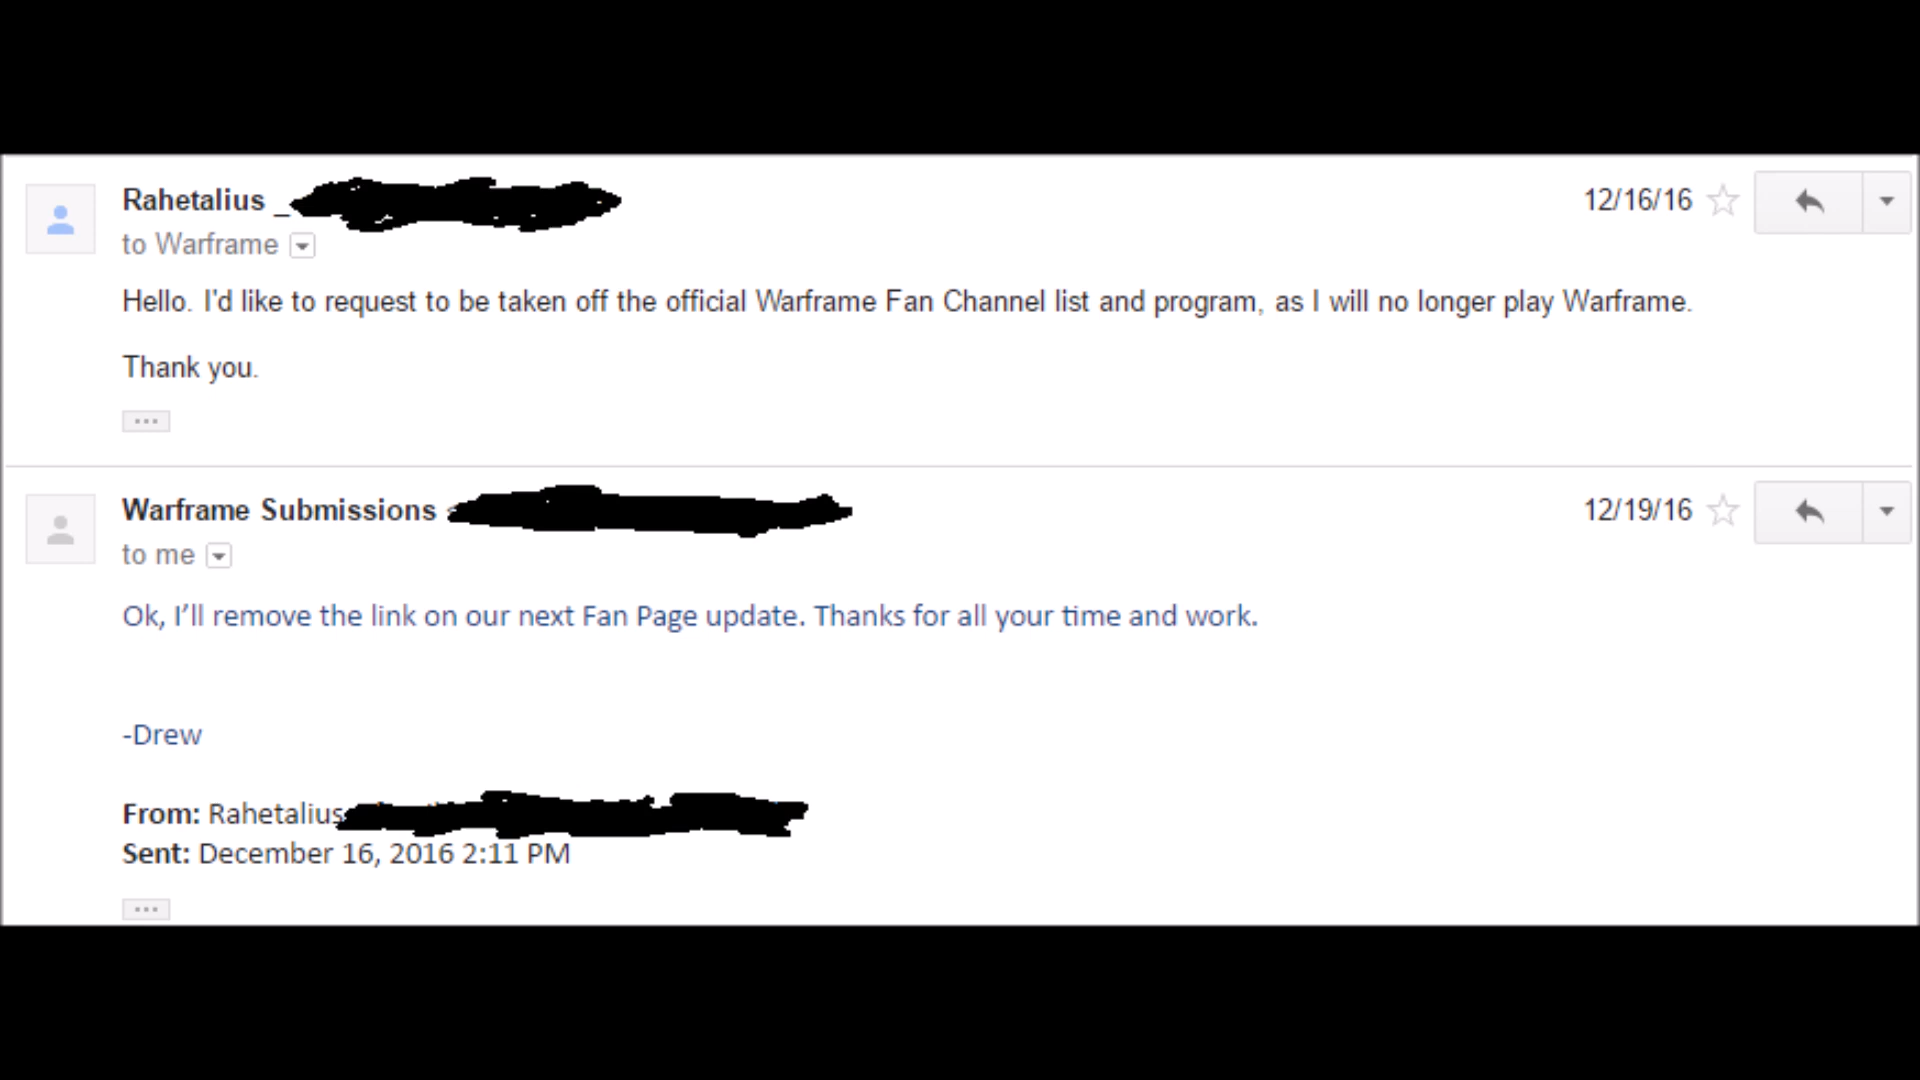 Rahetalius _
12/16/16
to Warframe
Hello. I'd like to request to be taken off the official Warframe Fan Channel list and program, as I will no longer play Warframe.
Thank you.
Warframe Submissions
12/19/16
to me
Ok, I’ll remove the link on our next Fan Page update. Thanks for all your time and work.
-Drew
From: Rahetalius
Sent: December 16, 2016 2:11 PM